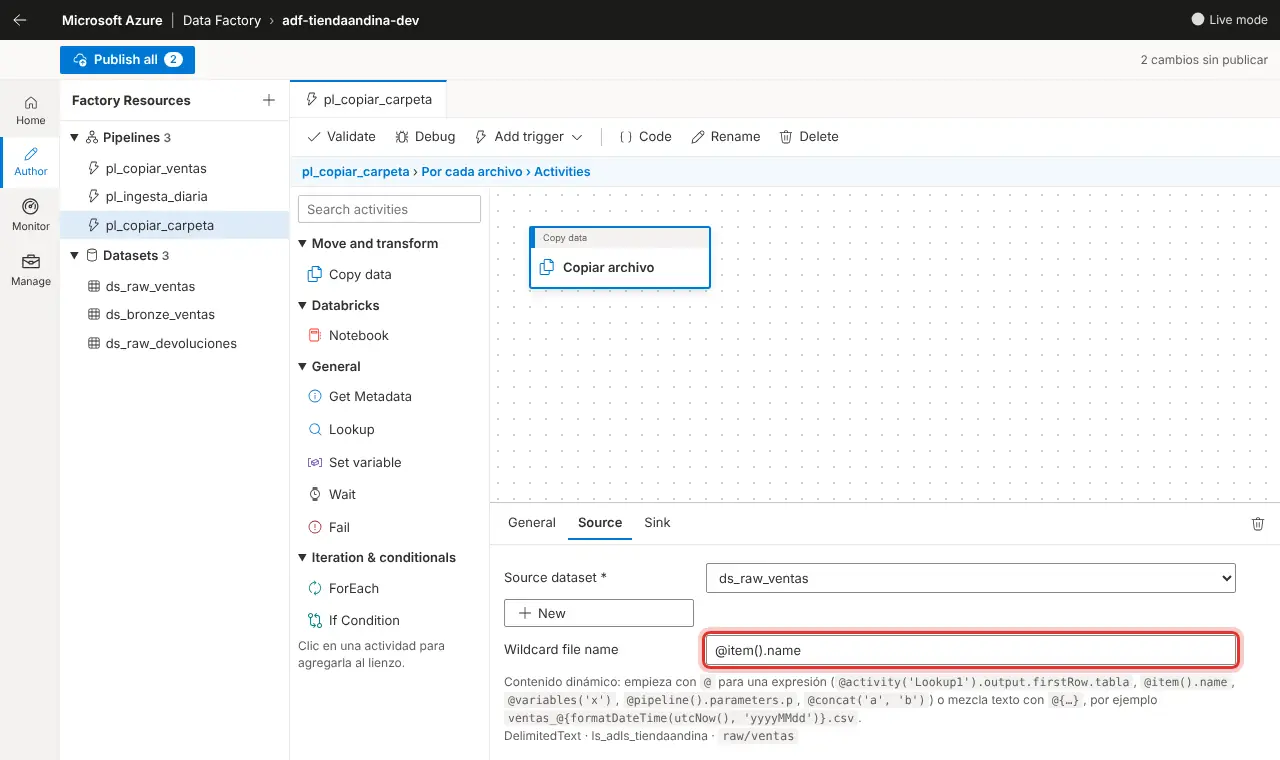 Microsoft Azure | Data Factory › adf-tiendaandina-dev
Live mode
Publish all 2
2 cambios sin publicar
Home
Author
Monitor
Manage
Factory Resources
Pipelines 3
pl_copiar_ventas
pl_ingesta_diaria
pl_copiar_carpeta
Datasets 3
ds_raw_ventas
ds_bronze_ventas
ds_raw_devoluciones
pl_copiar_carpeta
Validate Debug Add trigger Code Rename Delete
pl_copiar_carpeta › Por cada archivo › Activities
Search activities
Move and transform
Copy data
Databricks
Notebook
General
Get Metadata
Lookup
Set variable
Wait
Fail
Iteration & conditionals
ForEach
If Condition
Clic en una actividad para
agregarla al lienzo.
Copy data
Copiar archivo
General Source Sink
Source dataset *
ds_raw_ventas
New
Wildcard file name
@item().name
Contenido dinámico: empieza con @ para una expresión ( @activity('Lookup1').output.firstRow.tabla , @item().name ,
@variables('x') , @pipeline().parameters.p , @concat('a', 'b') ) o mezcla texto con @{…} , por ejemplo
ventas_@{formatDateTime(utcNow(), 'yyyyMMdd')}.csv .
DelimitedText · ls_adls_tiendaandina · raw/ventas